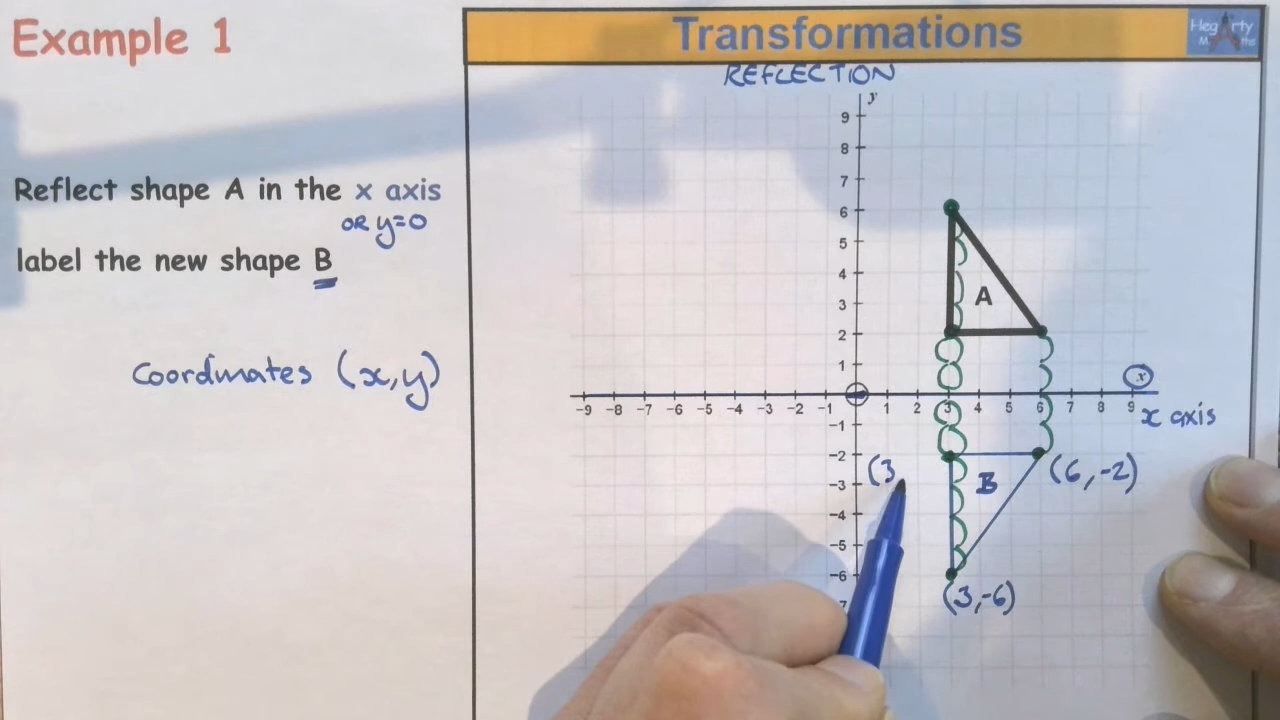 Example 1
Transformations
Hegarty
Maths
REFLECTION
Reflect shape A in the x axis
OR y=0
label the new shape B
Coordinates (x,y)
y
9
8
7
6
5
4
3
2
1
A
x
-9 -8 -7 -6 -5 -4 -3 -2 -1 0 1 2 3 4 5 6 7 8 9
x axis
-1
-2
-3
-4
-5
-6
(3,
B
(6,-2)
(3,-6)